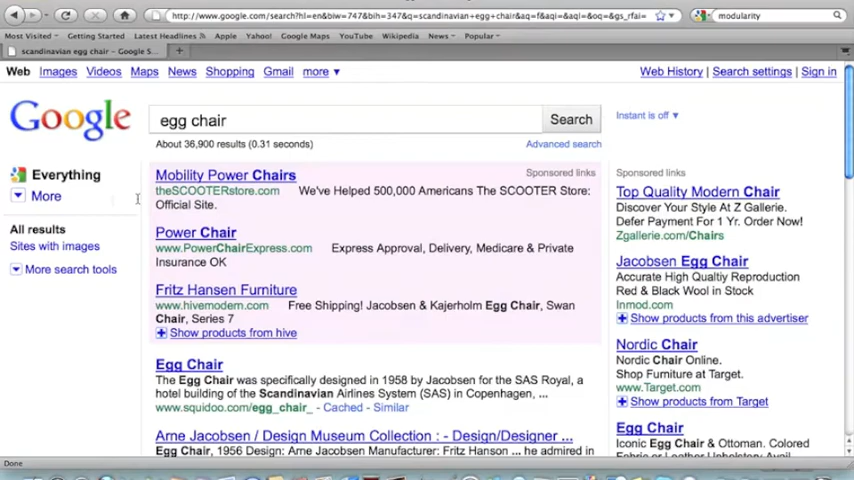 http://www.google.com/search?hl=en&biw=747&bih=347&q=scandinavian+egg+chair&aq=f&aqi=&aql=&oq=&gs_rfai=
modularity
Most Visited Getting Started Latest Headlines Apple Yahoo! Google Maps YouTube Wikipedia News Popular
scandinavian egg chair – Google S...
Web Images Videos Maps News Shopping Gmail more Web History | Search settings | Sign in
Google
egg chair
Search
Instant is off
About 36,900 results (0.31 seconds)
Advanced search
Everything
More
All results
Sites with images
More search tools
Sponsored links
Mobility Power Chairs
theSCOOTERstore.com We've Helped 500,000 Americans The SCOOTER Store:
Official Site.
Power Chair
www.PowerChairExpress.com Express Approval, Delivery, Medicare & Private
Insurance OK
Fritz Hansen Furniture
www.hivemodern.com Free Shipping! Jacobsen & Kajerholm Egg Chair, Swan
Chair, Series 7
Show products from hive
Egg Chair
The Egg Chair was specifically designed in 1958 by Jacobsen for the SAS Royal, a
hotel building of the Scandinavian Airlines System (SAS) in Copenhagen, ...
www.squidoo.com/egg_chair_ - Cached - Similar
Arne Jacobsen / Design Museum Collection : - Design/Designer ...
Egg Chair, 1956 Design: Arne Jacobsen Manufacturer: Fritz Hanson ... he admired in
Sponsored links
Top Quality Modern Chair
Discover Your Style At Z Gallerie.
Defer Payment For 1 Yr. Order Now!
Zgallerie.com/Chairs
Jacobsen Egg Chair
Accurate High Qualtiy Reproduction
Red & Black Wool in Stock
Inmod.com
Show products from this advertiser
Nordic Chair
Nordic Chair Online.
Shop Furniture at Target.
www.Target.com
Show products from Target
Egg Chair
Iconic Egg Chair & Ottoman. Colored
Fabric or Leather Upholstery Avail.
Done